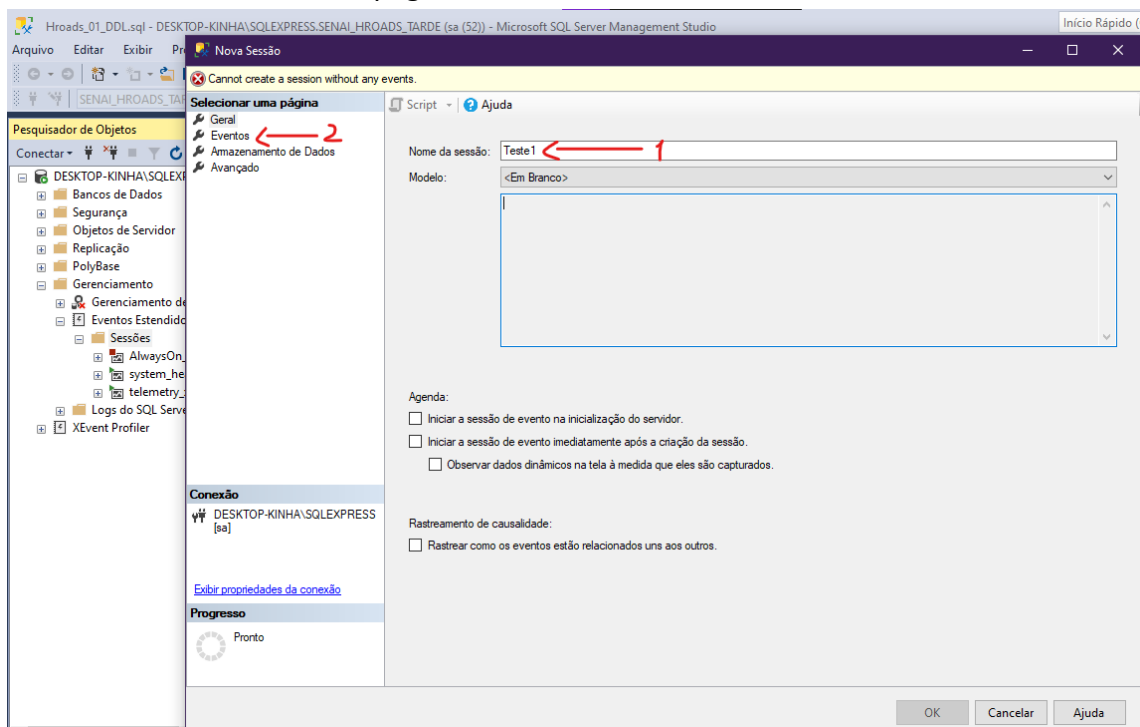 Hroads_01_DDL.sql - DESKTOP-KINHA\SQLEXPRESS.SENAI_HROADS_TARDE (sa (52)) - Microsoft SQL Server Management Studio
Início Rápido (
Arquivo Editar Exibir
Nova Sessão
Cannot create a session without any events.
SENAI_HROADS_TAR
Selecionar uma página
Script Ajuda
Geral
Eventos 2
Amazenamento de Dados
Avançado
Nome da sessão: Teste1 1
Modelo: <Em Branco>
Pesquisador de Objetos
Conectar
DESKTOP-KINHA\SQLEXP
Bancos de Dados
Segurança
Objetos de Servidor
Replicação
PolyBase
Gerenciamento
Gerenciamento de
Eventos Estendido
Sessões
AlwaysOn_
system_he
telemetry_
Logs do SQL Serve
XEvent Profiler
Agenda:
Iniciar a sessão de evento na inicialização do servidor.
Iniciar a sessão de evento imediatamente após a criação da sessão.
Observar dados dinâmicos na tela à medida que eles são capturados.
Rastreamento de causalidade:
Rastrear como os eventos estão relacionados uns aos outros.
Conexão
DESKTOP-KINHA\SQLEXPRESS
[sa]
Exibir propriedades da conexão
Progresso
Pronto
OK Cancelar Ajuda